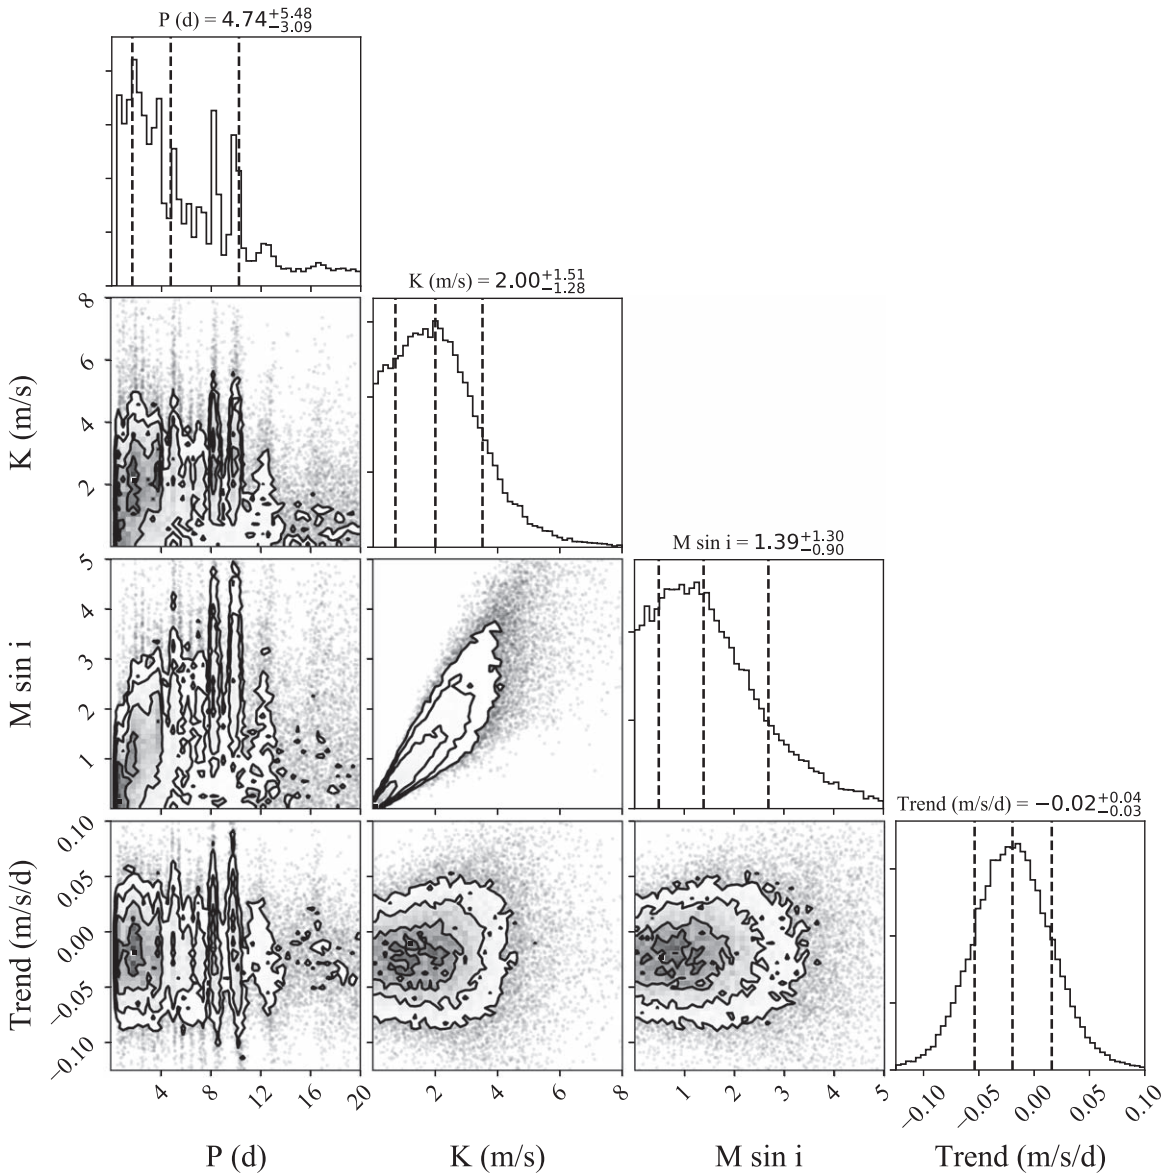 P (d) = 4.74+5.48−3.09
K (m/s) = 2.00+1.51−1.28
8
6
4
2
K (m/s)
M sin i = 1.39+1.30−0.90
5
4
3
2
1
M sin i
Trend (m/s/d) = −0.02+0.04−0.03
0.10
0.05
0.00
−0.05
−0.10
Trend (m/s/d)
4 8 12 16 20
2 4 6 8
1 2 3 4 5
−0.10 −0.05 0.00 0.05 0.10
P (d) K (m/s) M sin i Trend (m/s/d)